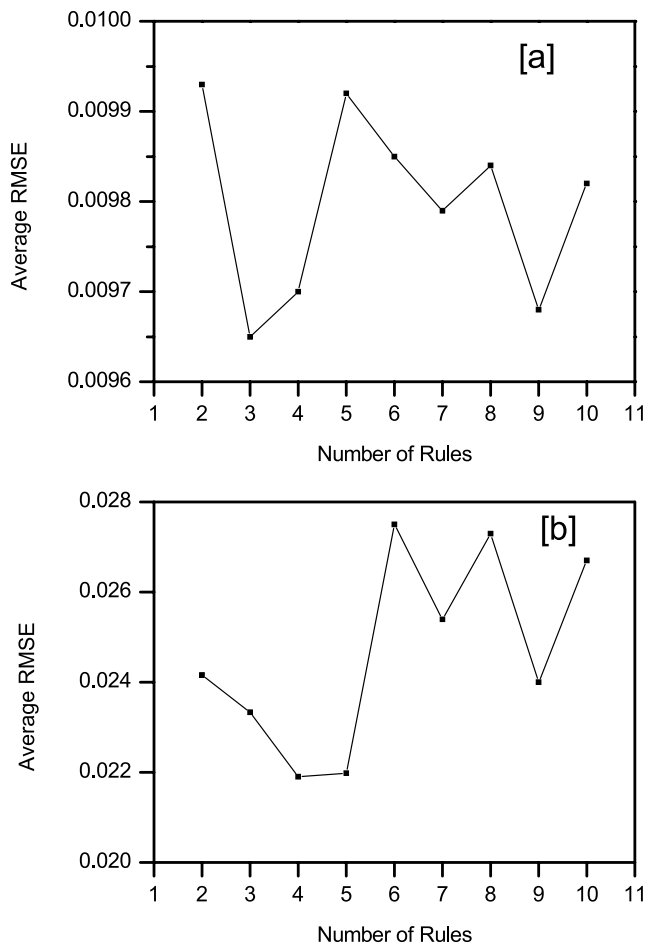 [a]
Average RMSE
0.0100
0.0099
0.0098
0.0097
0.0096
1 2 3 4 5 6 7 8 9 10 11
Number of Rules
[b]
Average RMSE
0.028
0.026
0.024
0.022
0.020
1 2 3 4 5 6 7 8 9 10 11
Number of Rules